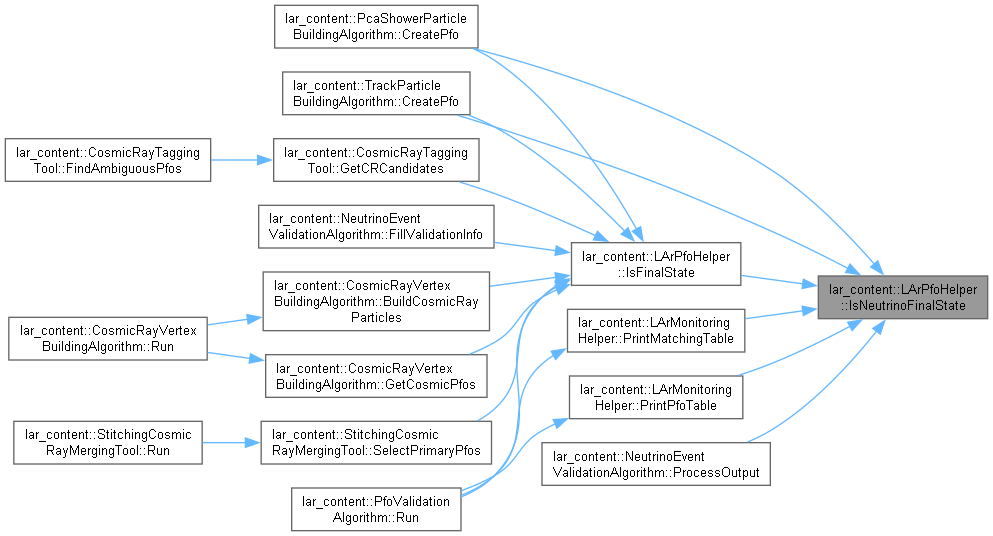 lar_content::PcaShowerParticle
BuildingAlgorithm::CreatePfo
lar_content::TrackParticle
BuildingAlgorithm::CreatePfo
lar_content::CosmicRayTagging
Tool::FindAmbiguousPfos
lar_content::CosmicRayTagging
Tool::GetCRCandidates
lar_content::NeutrinoEvent
ValidationAlgorithm::FillValidationInfo
lar_content::LArPfoHelper
::IsFinalState
lar_content::LArPfoHelper
::IsNeutrinoFinalState
lar_content::CosmicRayVertex
BuildingAlgorithm::BuildCosmicRay
Particles
lar_content::CosmicRayVertex
BuildingAlgorithm::Run
lar_content::LArMonitoring
Helper::PrintMatchingTable
lar_content::CosmicRayVertex
BuildingAlgorithm::GetCosmicPfos
lar_content::LArMonitoring
Helper::PrintPfoTable
lar_content::StitchingCosmic
RayMergingTool::Run
lar_content::StitchingCosmic
RayMergingTool::SelectPrimaryPfos
lar_content::NeutrinoEvent
ValidationAlgorithm::ProcessOutput
lar_content::PfoValidation
Algorithm::Run